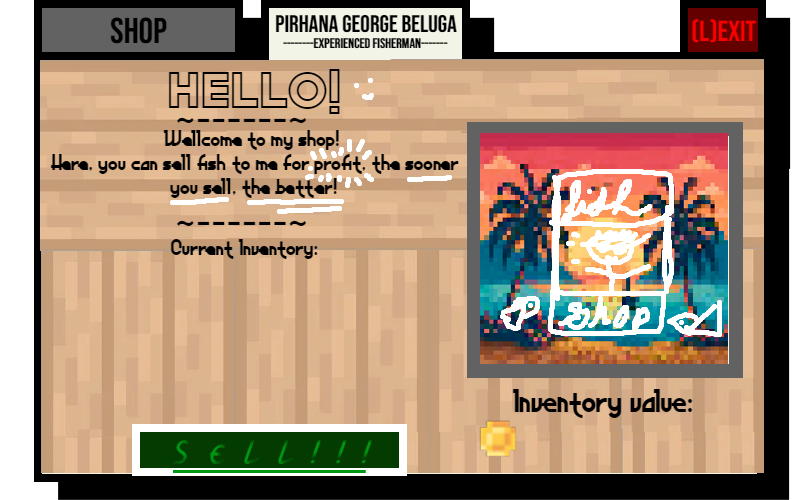 SHOP
PIRHANA GEORGE BELUGA
--------EXPERIENCED FISHERMAN-------
(L)EXIT
HELLO! :)
~------~
Wellcome to my shop!
Here, you can sell fish to me for profit, the sooner
you sell, the better!
~------~
Current Inventory:
fish
Shop
Inventory value:
SELL!!!